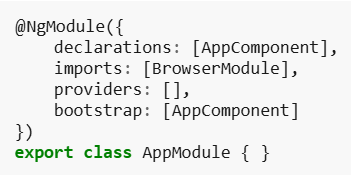 @NgModule({
    declarations: [AppComponent],
    imports: [BrowserModule],
    providers: [],
    bootstrap: [AppComponent]
})
export class AppModule { }